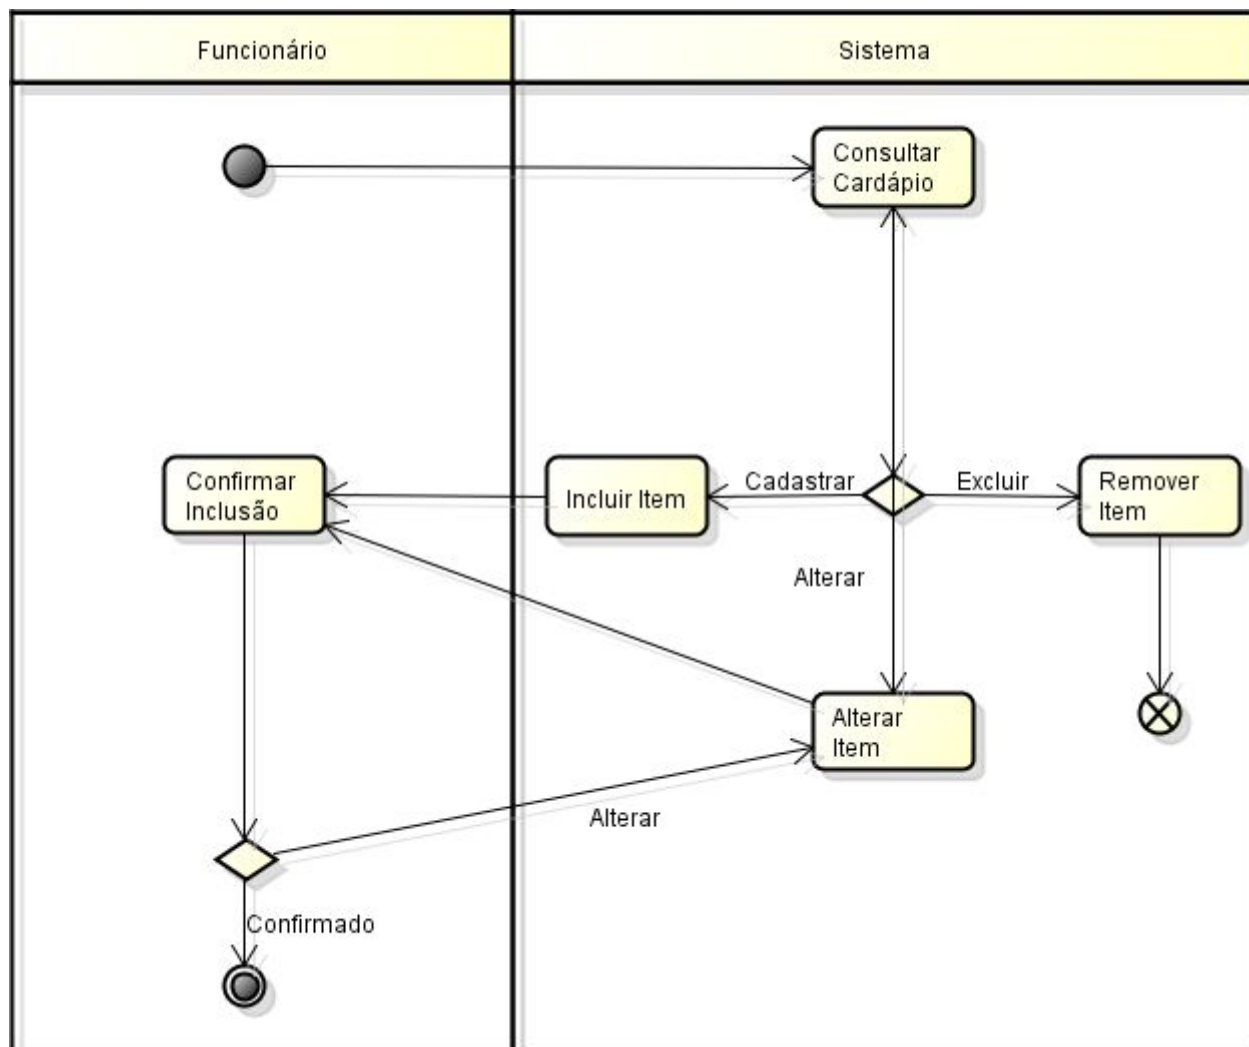 Funcionário
Sistema
Consultar
Cardápio
Confirmar
Inclusão
Incluir Item
Cadastrar
Excluir
Remover
Item
Alterar
Alterar
Item
Alterar
Confirmado